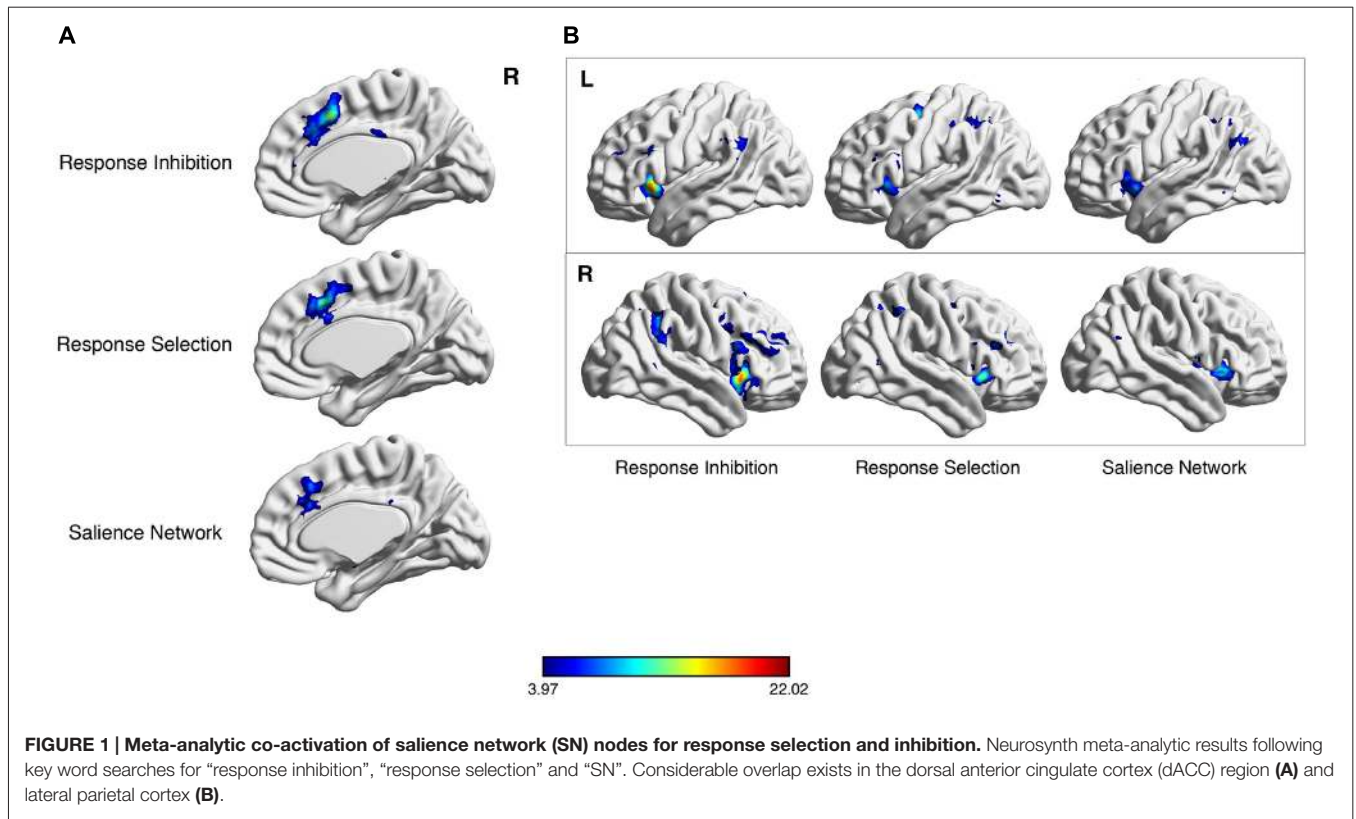 A
B
R
L
Response Inhibition
Response Selection
Salience Network
R
Response Inhibition
Response Selection
Salience Network
3.97
22.02
FIGURE 1 | Meta-analytic co-activation of salience network (SN) nodes for response selection and inhibition. Neurosynth meta-analytic results following
key word searches for “response inhibition”, “response selection” and “SN”. Considerable overlap exists in the dorsal anterior cingulate cortex (dACC) region (A) and
lateral parietal cortex (B).